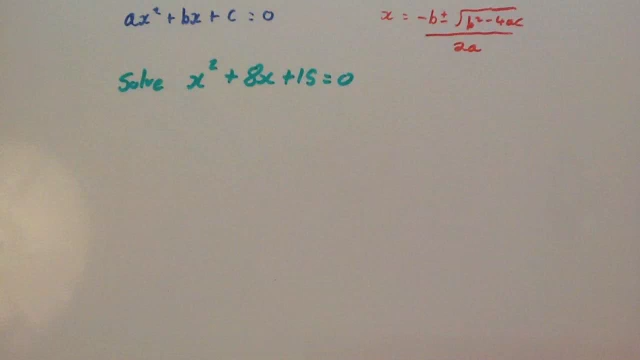 ax² + bx + c = 0
x = -b ± √(b² - 4ac) / 2a
Solve x² + 8x + 15 = 0